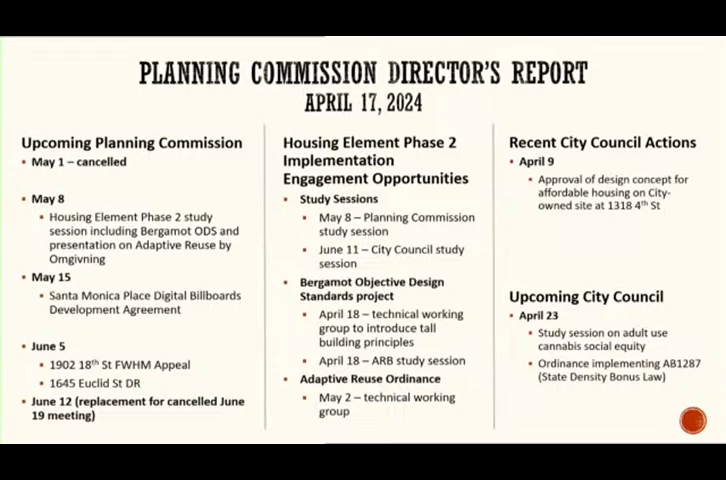 PLANNING COMMISSION DIRECTOR'S REPORT
APRIL 17, 2024
Upcoming Planning Commission
▪ May 1 – cancelled
▪ May 8
▪ Housing Element Phase 2 study
session including Bergamot ODS and
presentation on Adaptive Reuse by
Omgivning
▪ May 15
▪ Santa Monica Place Digital Billboards
Development Agreement
▪ June 5
▪ 1902 18th St FWHM Appeal
▪ 1645 Euclid St DR
▪ June 12 (replacement for cancelled June
19 meeting)
Housing Element Phase 2
Implementation
Engagement Opportunities
▪ Study Sessions
▪ May 8 – Planning Commission
study session
▪ June 11 – City Council study
session
▪ Bergamot Objective Design
Standards project
▪ April 18 – technical working
group to introduce tall
building principles
▪ April 18 – ARB study session
▪ Adaptive Reuse Ordinance
▪ May 2 – technical working
group
Recent City Council Actions
▪ April 9
▪ Approval of design concept for
affordable housing on City-
owned site at 1318 4th St
Upcoming City Council
▪ April 23
▪ Study session on adult use
cannabis social equity
▪ Ordinance implementing AB1287
(State Density Bonus Law)